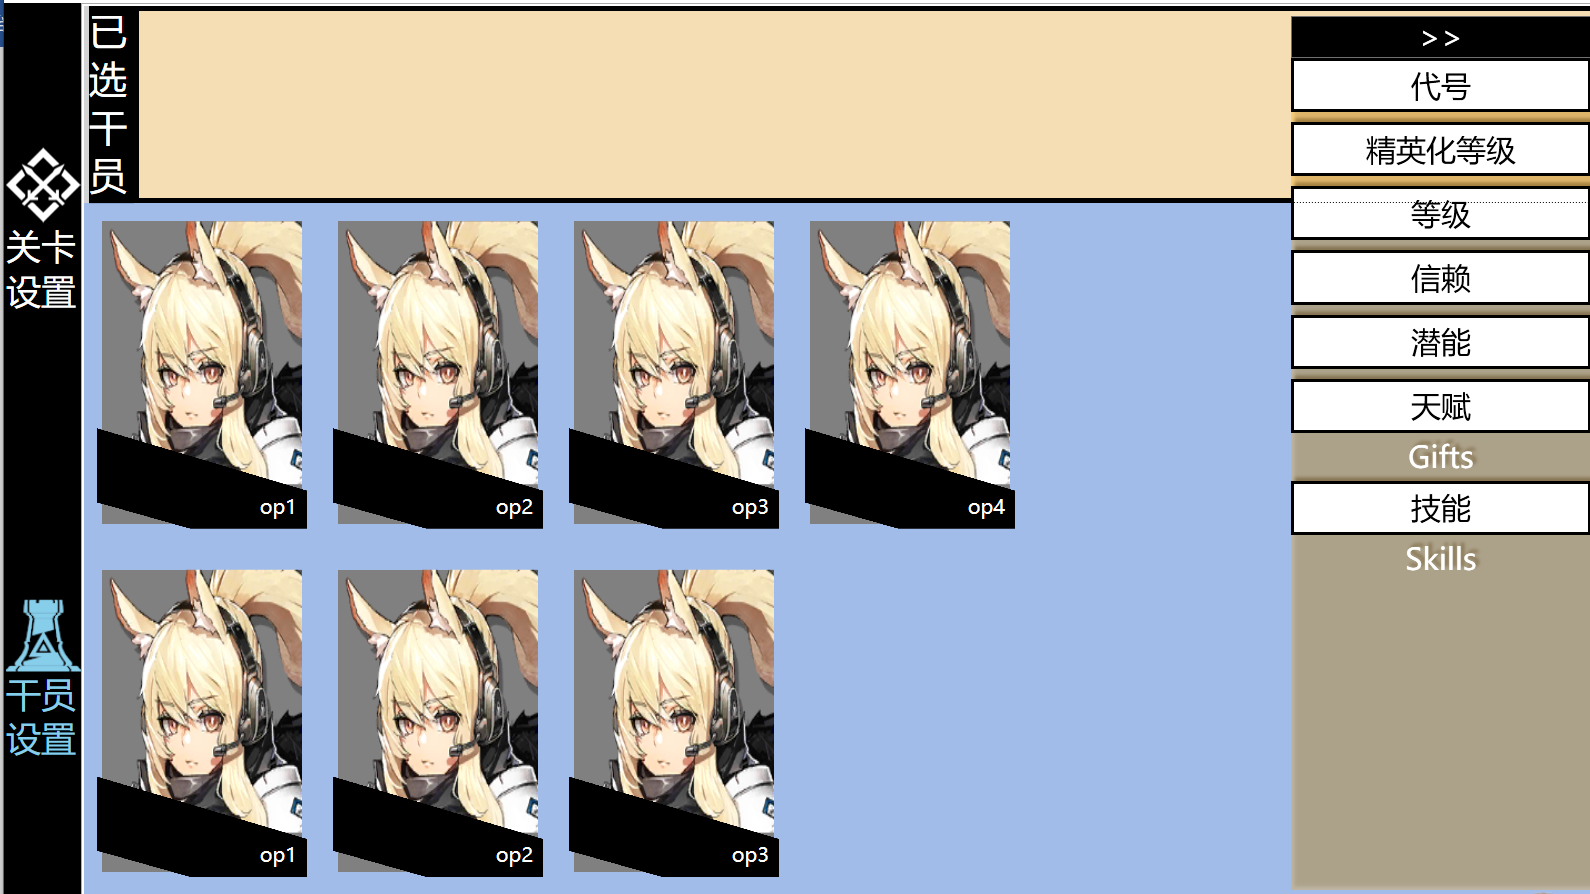 关卡
设置
干员
设置
已
选
干
员
op1
op2
op3
op4
op1
op2
op3
>>
代号
精英化等级
等级
信赖
潜能
天赋
Gifts
技能
Skills